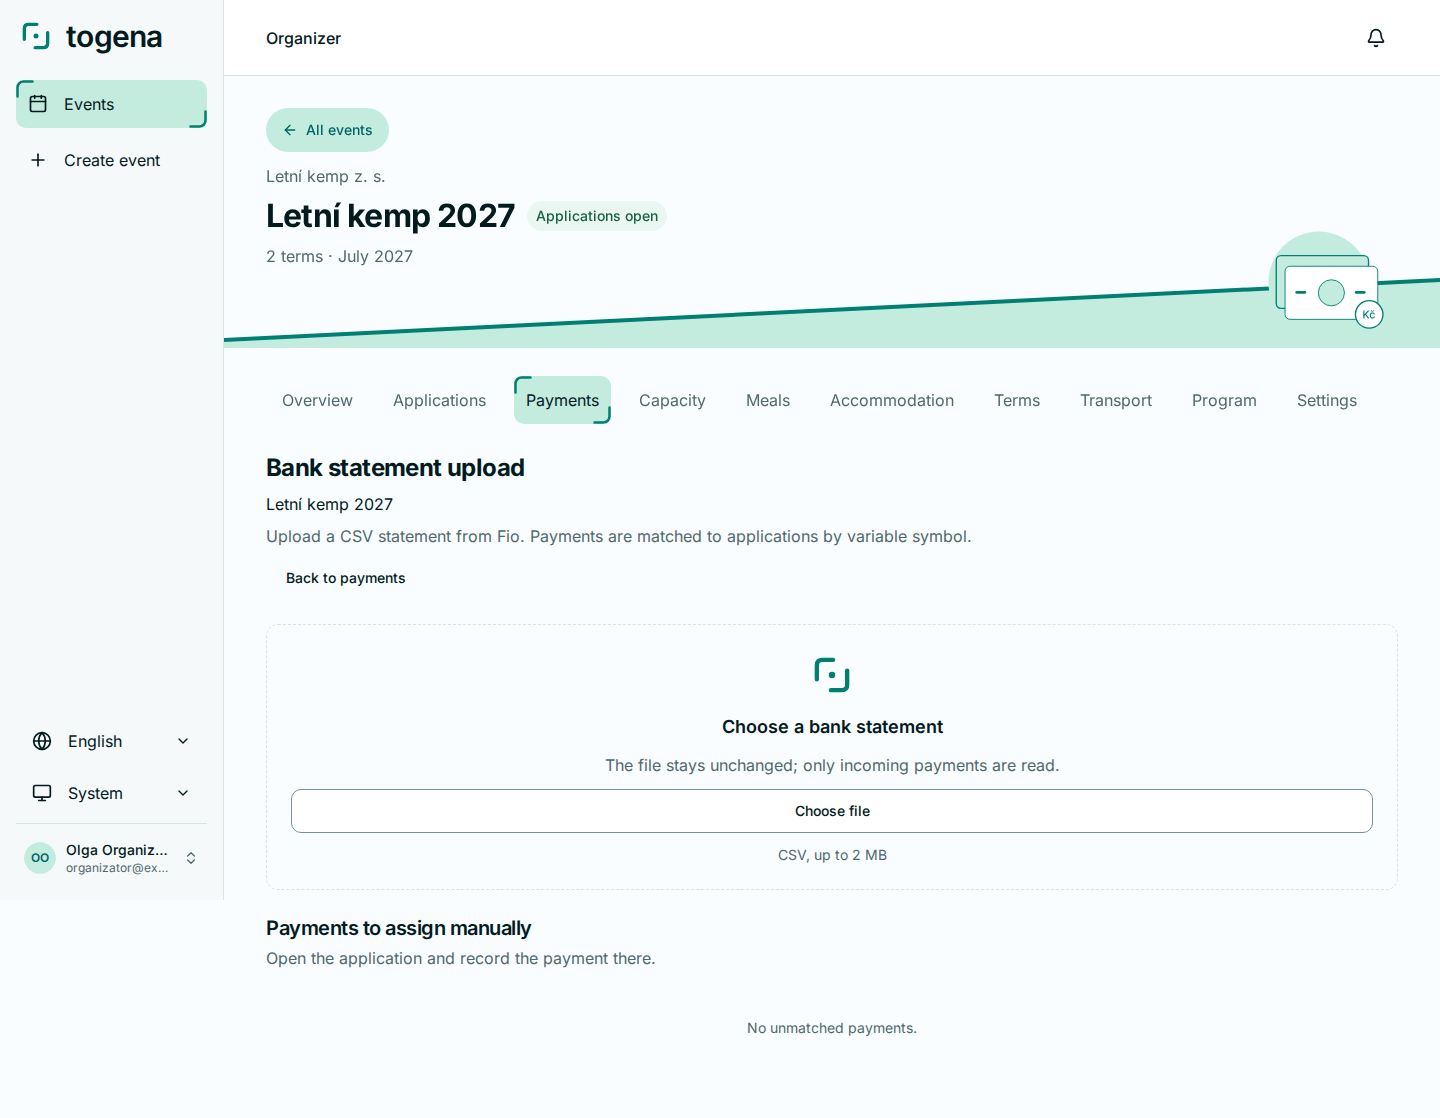 togena
Organizer
Events
Create event
All events
Letní kemp z. s.
Letní kemp 2027
Applications open
2 terms · July 2027
Kč
Overview
Applications
Payments
Capacity
Meals
Accommodation
Terms
Transport
Program
Settings
Bank statement upload
Letní kemp 2027
Upload a CSV statement from Fio. Payments are matched to applications by variable symbol.
Back to payments
Choose a bank statement
The file stays unchanged; only incoming payments are read.
Choose file
CSV, up to 2 MB
Payments to assign manually
Open the application and record the payment there.
No unmatched payments.
English
System
OO
Olga Organiz...
organizator@ex...